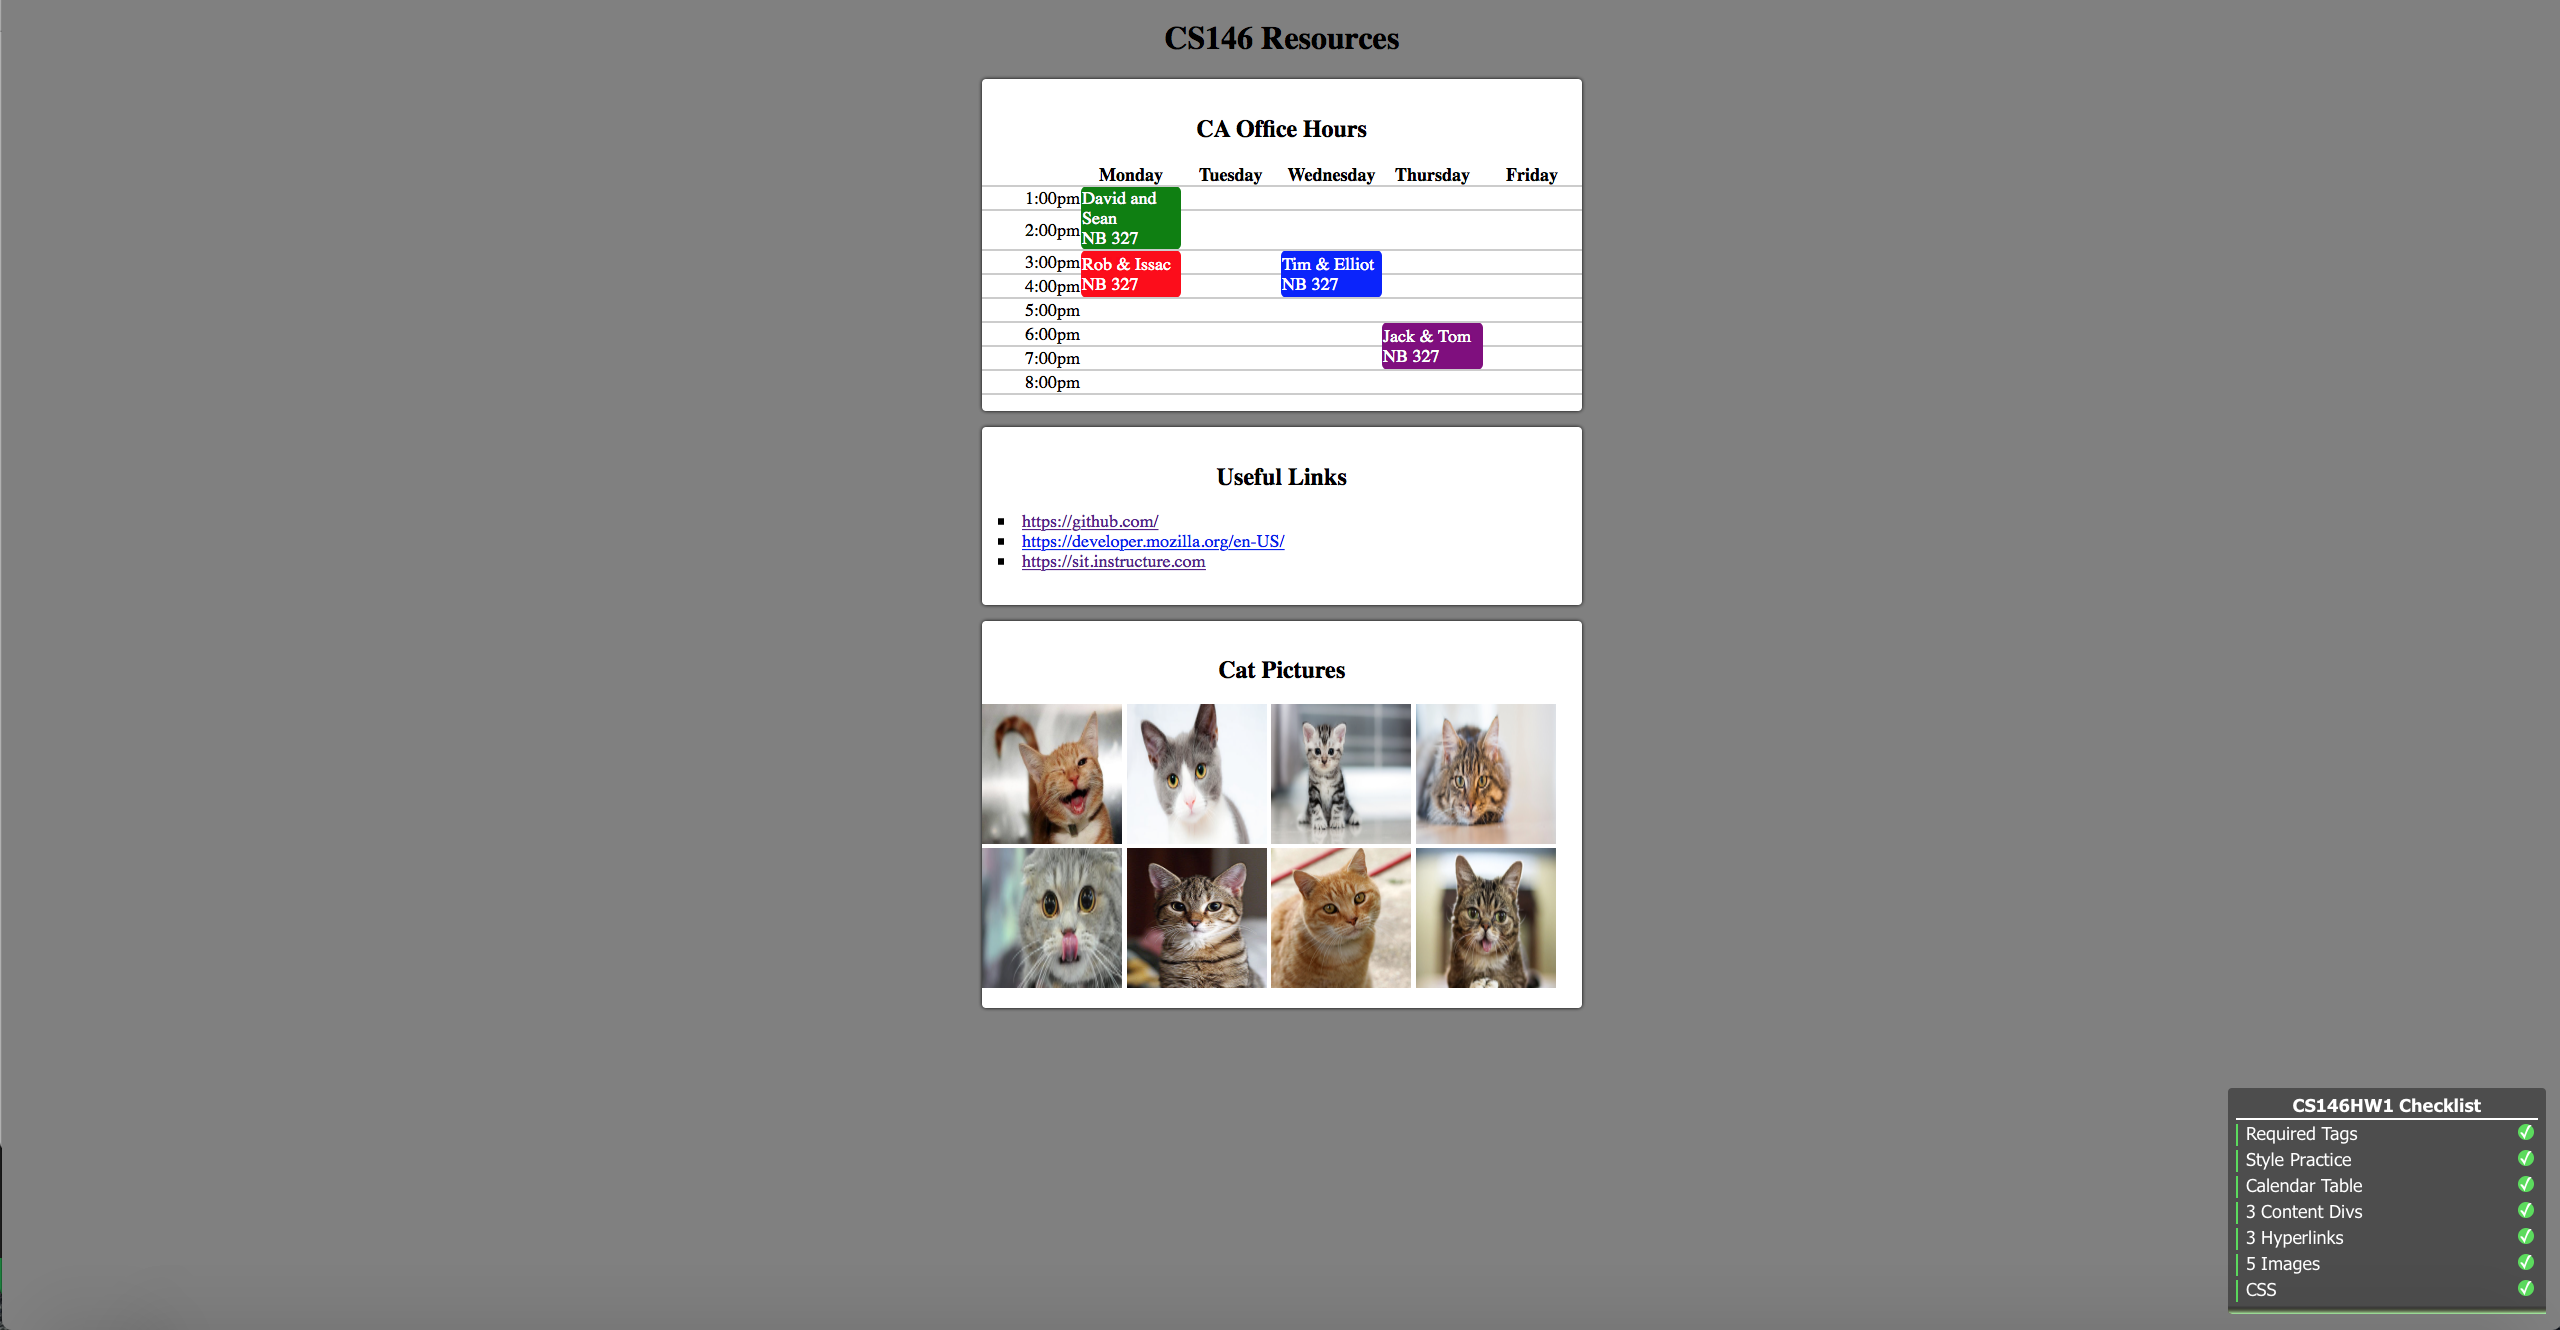 CS146 Resources
CA Office Hours
Monday Tuesday Wednesday Thursday Friday
1:00pm David and
Sean
2:00pm NB 327
3:00pm Rob & Issac Tim & Elliot
4:00pm NB 327 NB 327
5:00pm
6:00pm Jack & Tom
7:00pm NB 327
8:00pm
Useful Links
https://github.com/
https://developer.mozilla.org/en-US/
https://sit.instructure.com
Cat Pictures
CS146HW1 Checklist
Required Tags
Style Practice
Calendar Table
3 Content Divs
3 Hyperlinks
5 Images
CSS